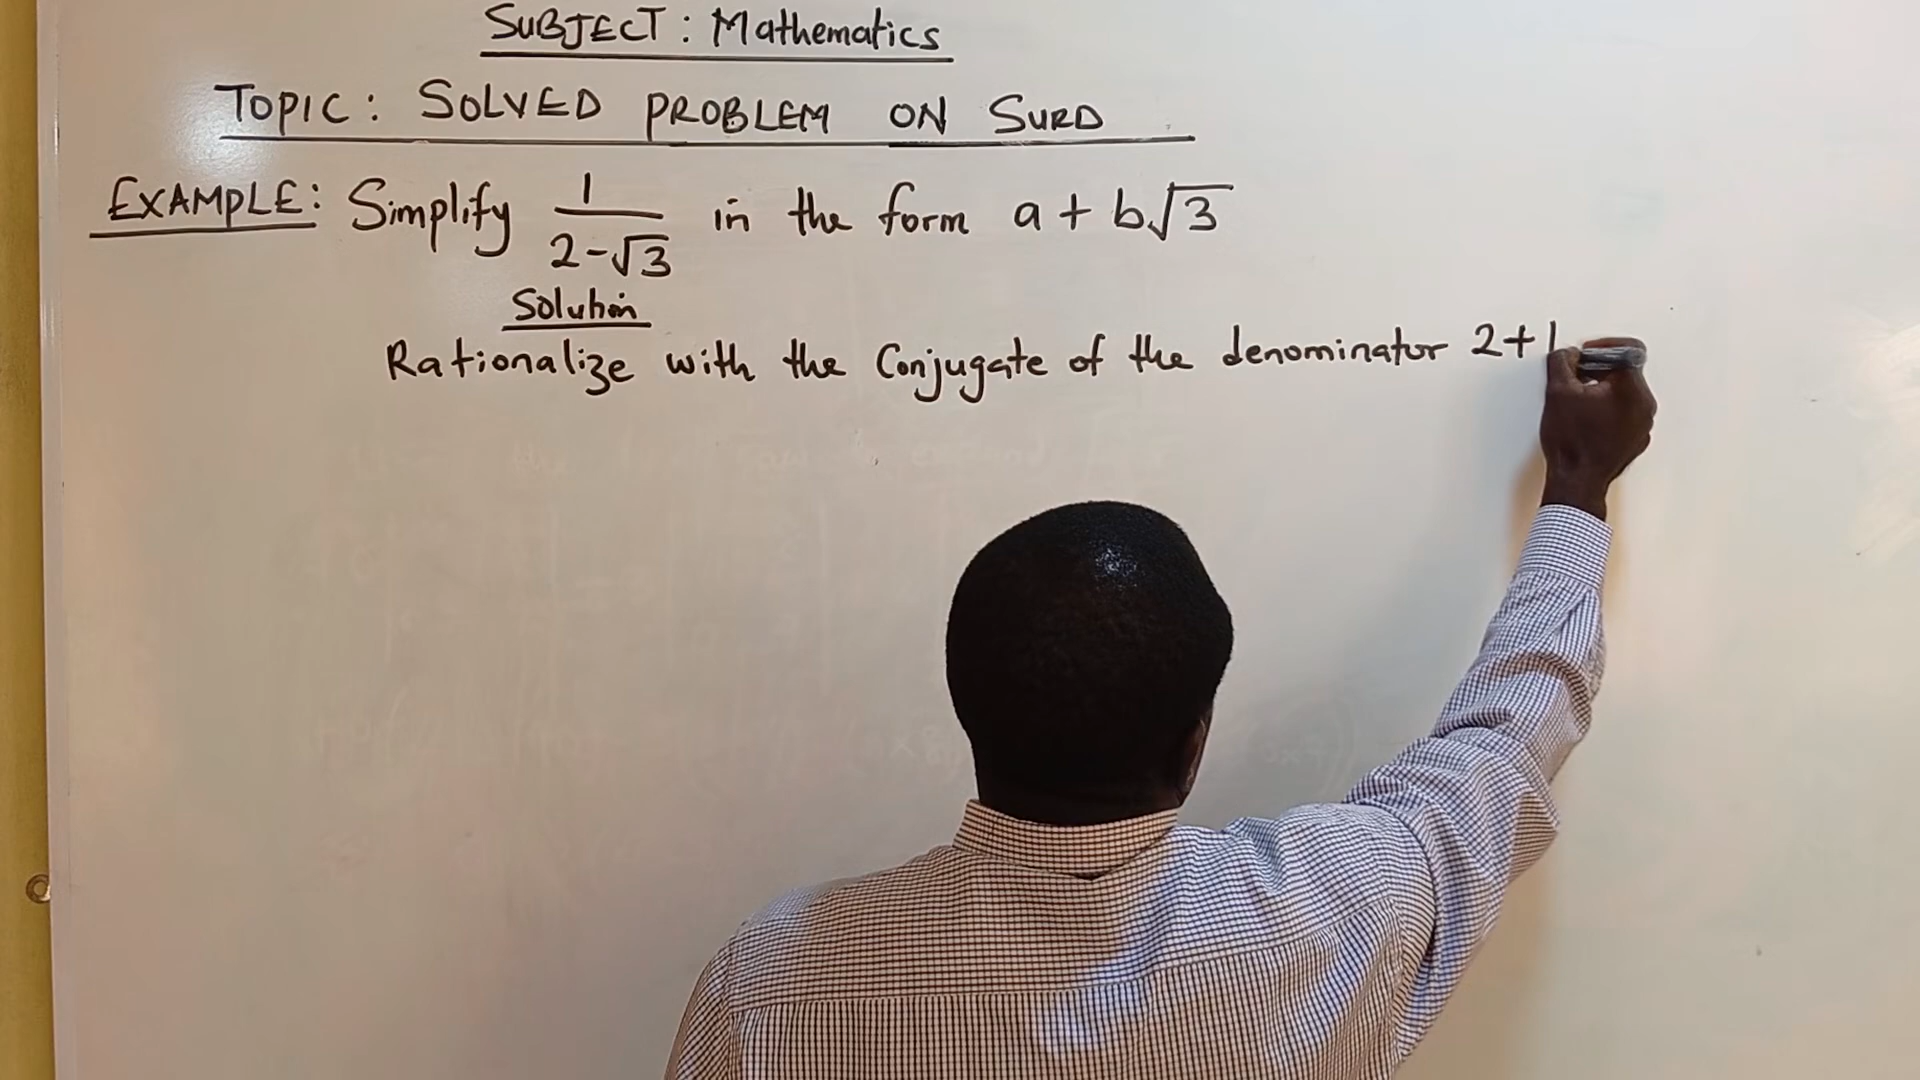 SUBJECT: Mathematics
TOPIC: SOLVED PROBLEM ON SURD
EXAMPLE: Simplify 1/(2-√3) in the form a + b√3
Solution
Rationalize with the Conjugate of the denominator 2+